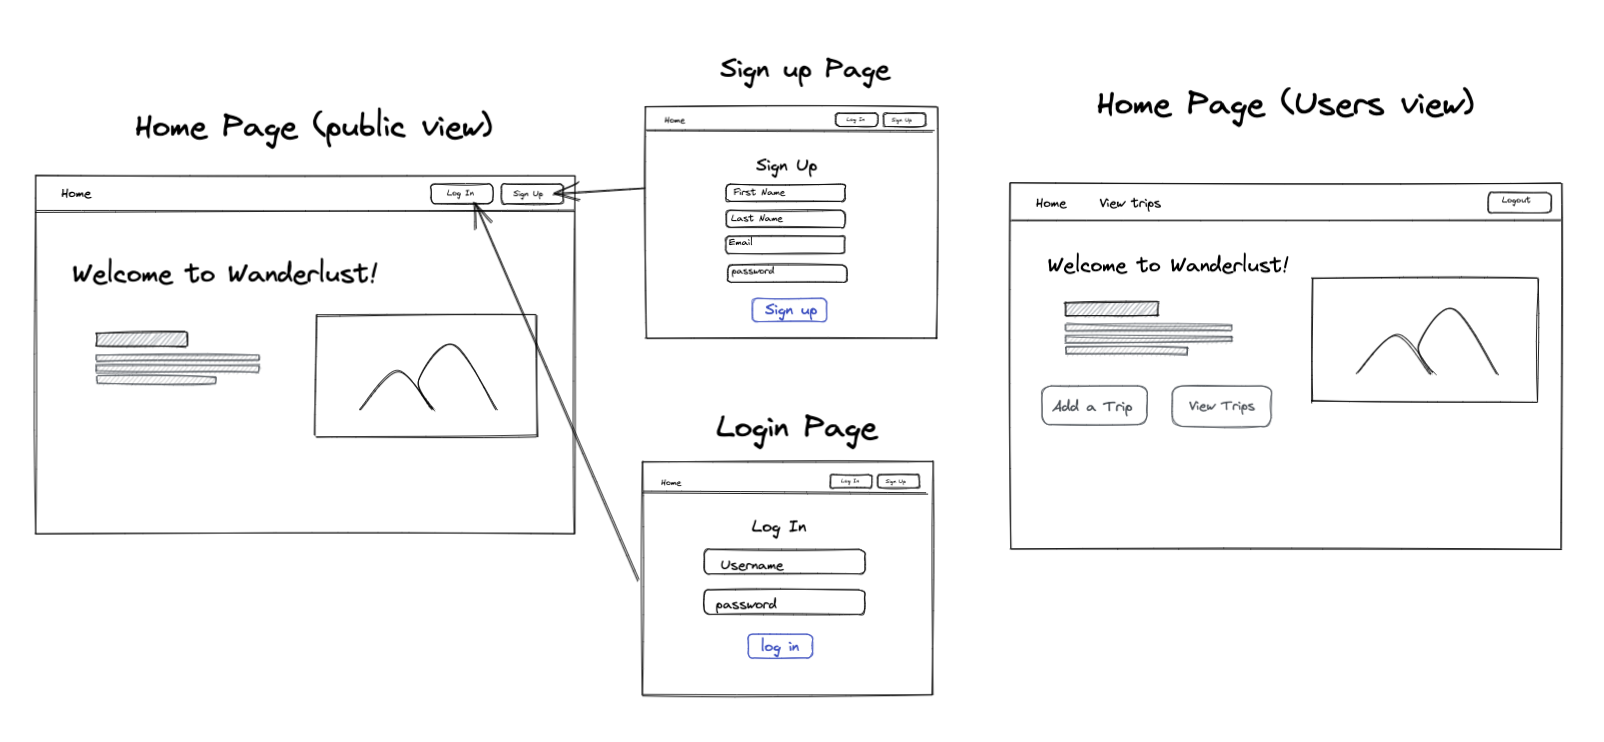 Home Page (public view)
Home
Log In
Sign Up
Welcome to Wanderlust!
Sign up Page
Home
Log In
Sign Up
Sign Up
First Name
Last Name
Email
password
Sign up
Login Page
Home
Log In
Sign Up
Log In
Username
password
log in
Home Page (Users view)
Home
View trips
Logout
Welcome to Wanderlust!
Add a Trip
View Trips